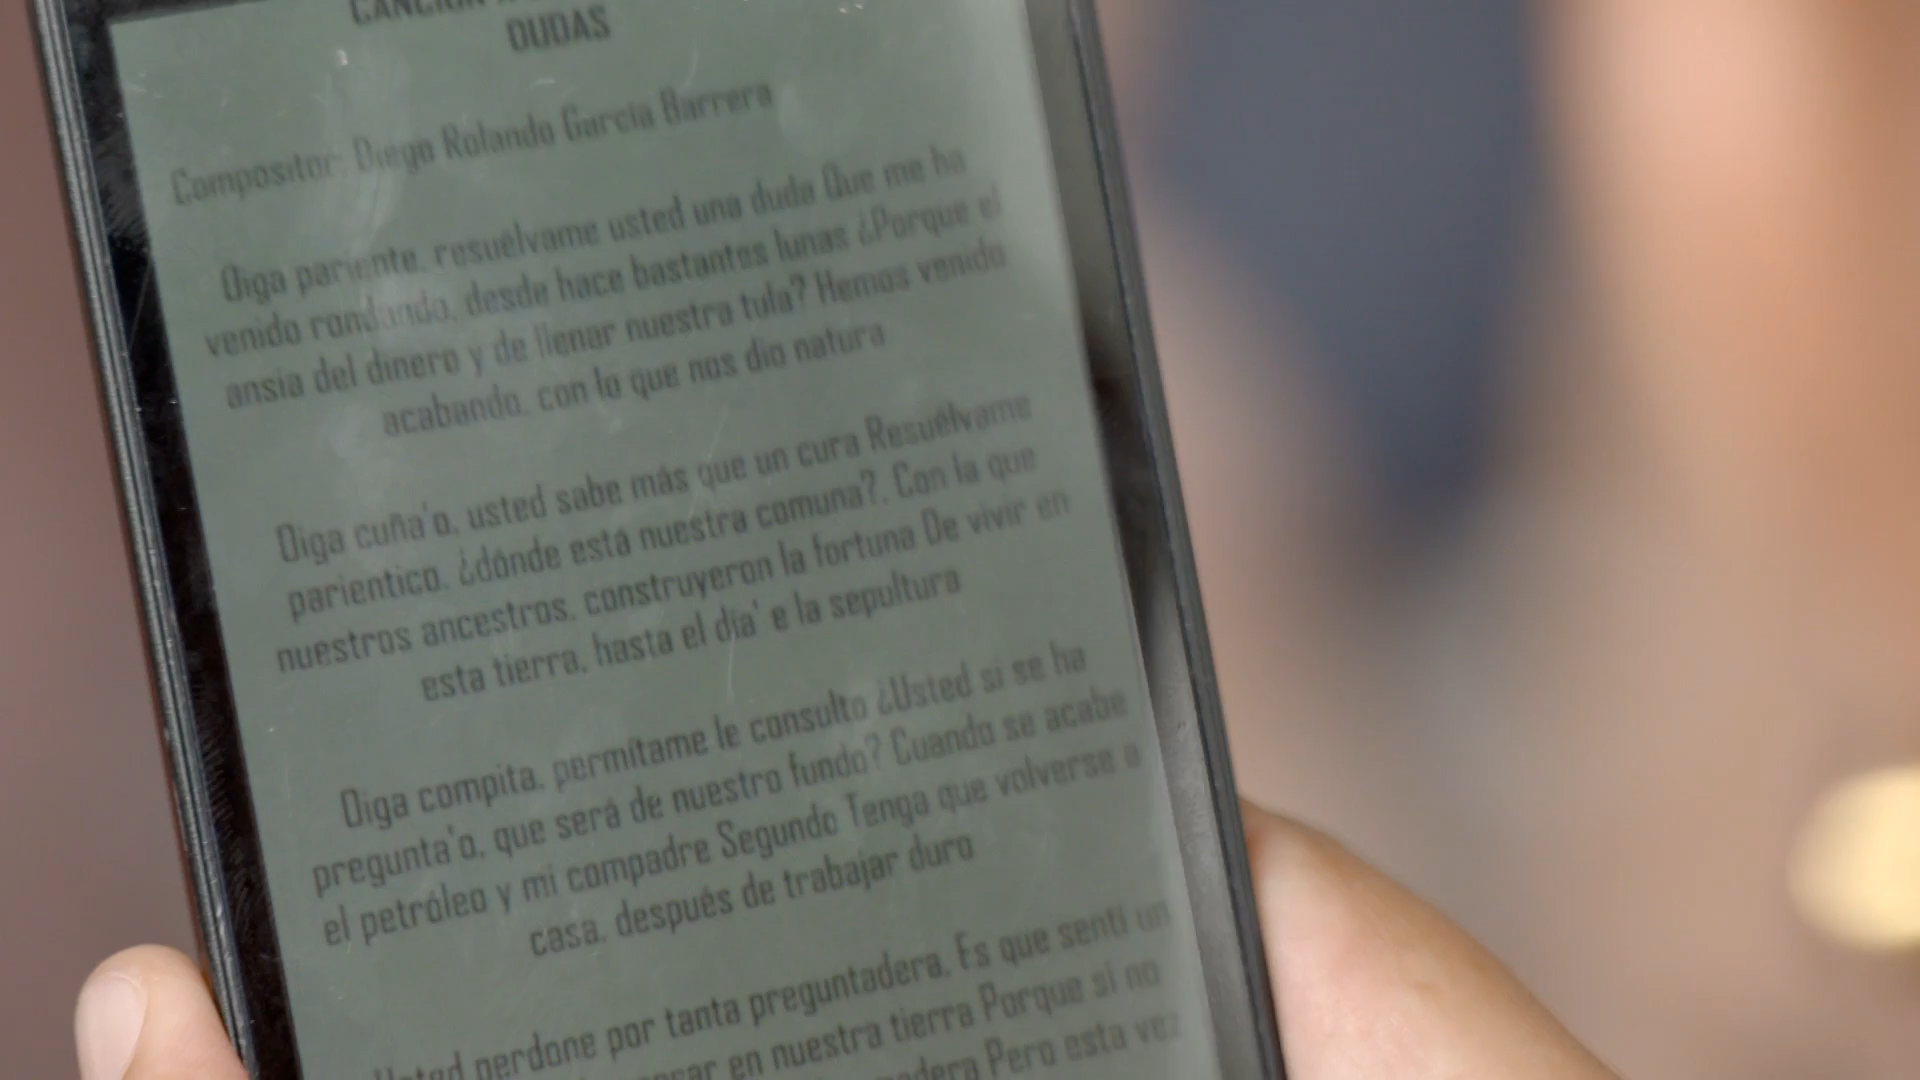 CANCIÓN
DUDAS
Compositor: Diego Rolando García Barrera
Oiga pariente, resuélvame usted una duda Que me ha
venido rondando, desde hace bastantes lunas ¿Porque el
ansia del dinero y de llenar nuestra tula? Hemos venido
acabando, con lo que nos dio natura
Oiga cuña'o, usted sabe más que un cura Resuélvame
parientico, ¿dónde está nuestra comuna?, Con la que
nuestros ancestros, construyeron la fortuna De vivir en
esta tierra, hasta el día' e la sepultura
Oiga compita, permítame le consulto ¿Usted si se ha
pregunta'o, que será de nuestro fundo? Cuando se acabe
el petróleo y mi compadre Segundo Tenga que volverse a
casa, después de trabajar duro
Usted perdone por tanta preguntadera, Es que sentí un
en nuestra tierra Porque si no
Pero esta vez